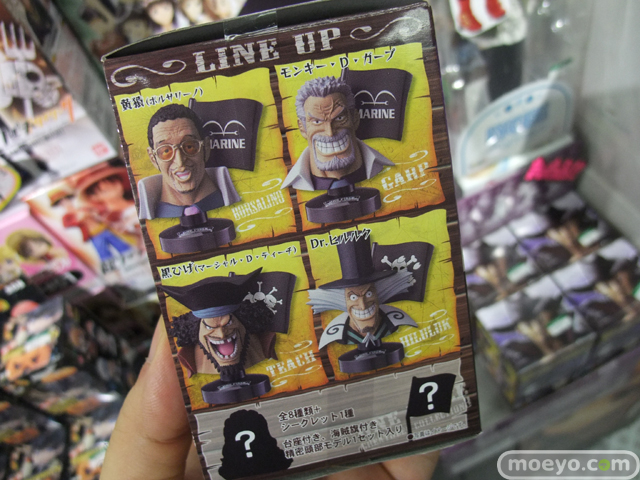 LINE UP
黄猿(ボルサリーノ)
MARINE
BORSALINO
モンキー・D・ガープ
MARINE
GARP
黒ひげ(マーシャル・D・ティーチ)
TEACH
Dr.ヒルルク
HILULUK
?
全8種類+
シークレット1種
台座付き、海賊旗付き
精密頭部モデル1セット入り
?
moeyo.com